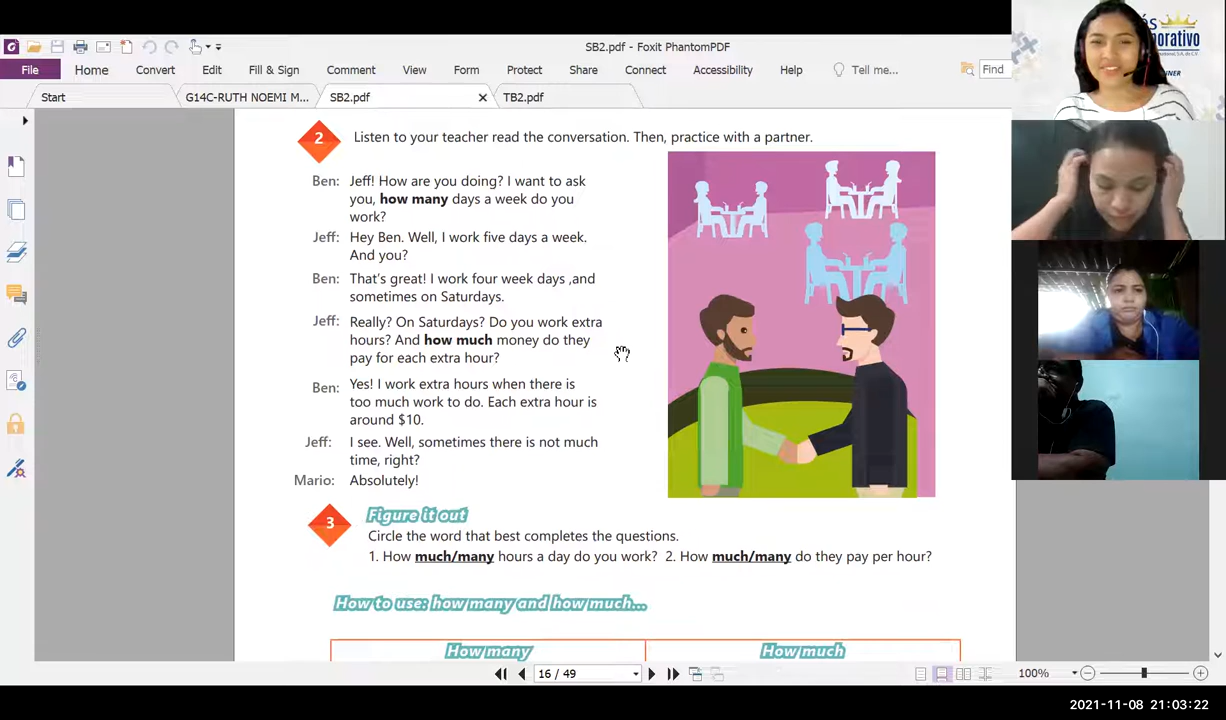 SB2.pdf - Foxit PhantomPDF
File Home Convert Edit Fill & Sign Comment View Form Protect Share Connect Accessibility Help Tell me... Find
Start G14C-RUTH NOEMI M... SB2.pdf TB2.pdf
2 Listen to your teacher read the conversation. Then, practice with a partner.
Ben: Jeff! How are you doing? I want to ask
you, how many days a week do you
work?
Jeff: Hey Ben. Well, I work five days a week.
And you?
Ben: That's great! I work four week days ,and
sometimes on Saturdays.
Jeff: Really? On Saturdays? Do you work extra
hours? And how much money do they
pay for each extra hour?
Ben: Yes! I work extra hours when there is
too much work to do. Each extra hour is
around $10.
Jeff: I see. Well, sometimes there is not much
time, right?
Mario: Absolutely!
3 Figure it out
Circle the word that best completes the questions.
1. How much/many hours a day do you work? 2. How much/many do they pay per hour?
How to use: how many and how much...
How many How much
16 / 49 100%
2021-11-08 21:03:22